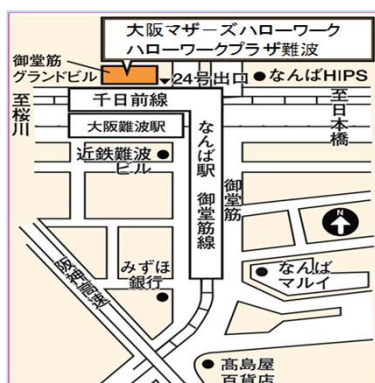 大阪マザーズハローワーク
ハローワークプラザ難波
御堂筋
グランドビル
24号出口
なんばHIPS
至桜川
千日前線
至日本橋
大阪難波駅
なんば駅 御堂筋線
御堂筋
近鉄難波
ビル
N
阪神高速
みずほ
銀行
なんば
マルイ
髙島屋
百貨店